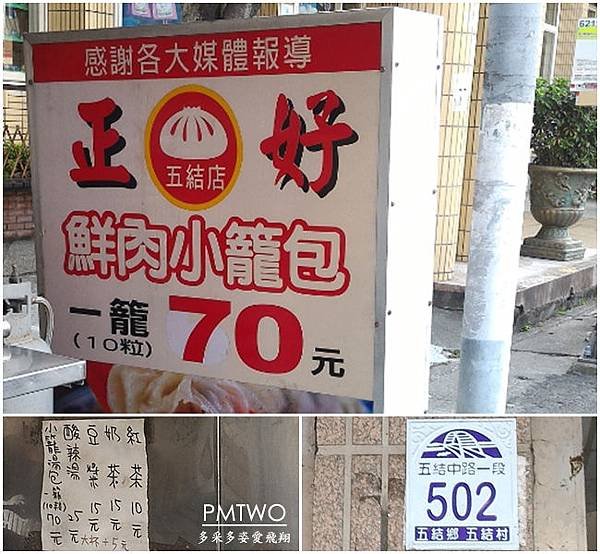 感謝各大媒體報導
正 好
五結店
鮮肉小籠包
一籠
(10粒)
70元
621
紅茶 10元
奶茶 15元
豆漿 15元
大杯+5元
酸辣湯 25元
小籠湯包 一籠(10粒) 70元
PMTWO
多采多姿愛飛翔
五結中路一段
502
五結鄉 五結村